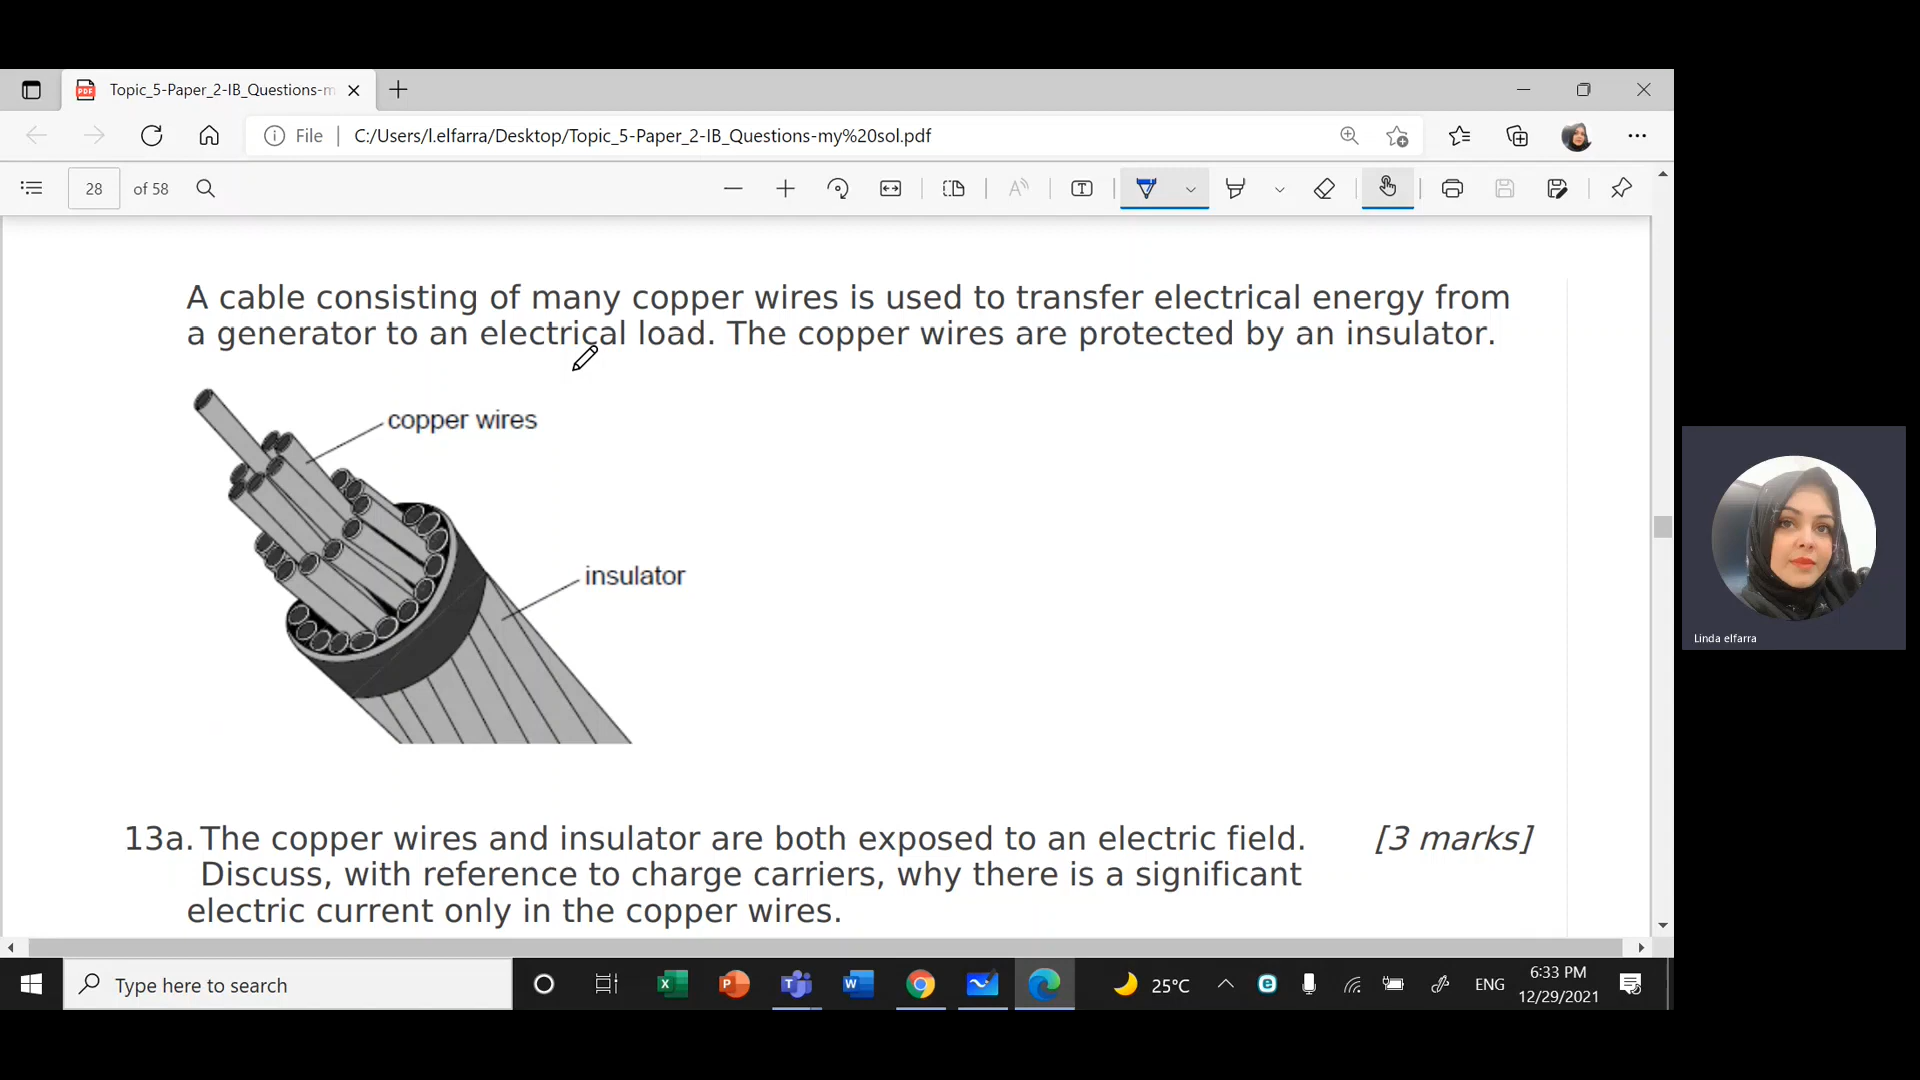 Topic_5-Paper_2-IB_Questions-m
File
C:/Users/l.elfarra/Desktop/Topic_5-Paper_2-IB_Questions-my%20sol.pdf
28 of 58
A cable consisting of many copper wires is used to transfer electrical energy from
a generator to an electrical load. The copper wires are protected by an insulator.
copper wires
insulator
Linda elfarra
13a. The copper wires and insulator are both exposed to an electric field. [3 marks]
Discuss, with reference to charge carriers, why there is a significant
electric current only in the copper wires.
Type here to search
25°C
ENG
6:33 PM
12/29/2021